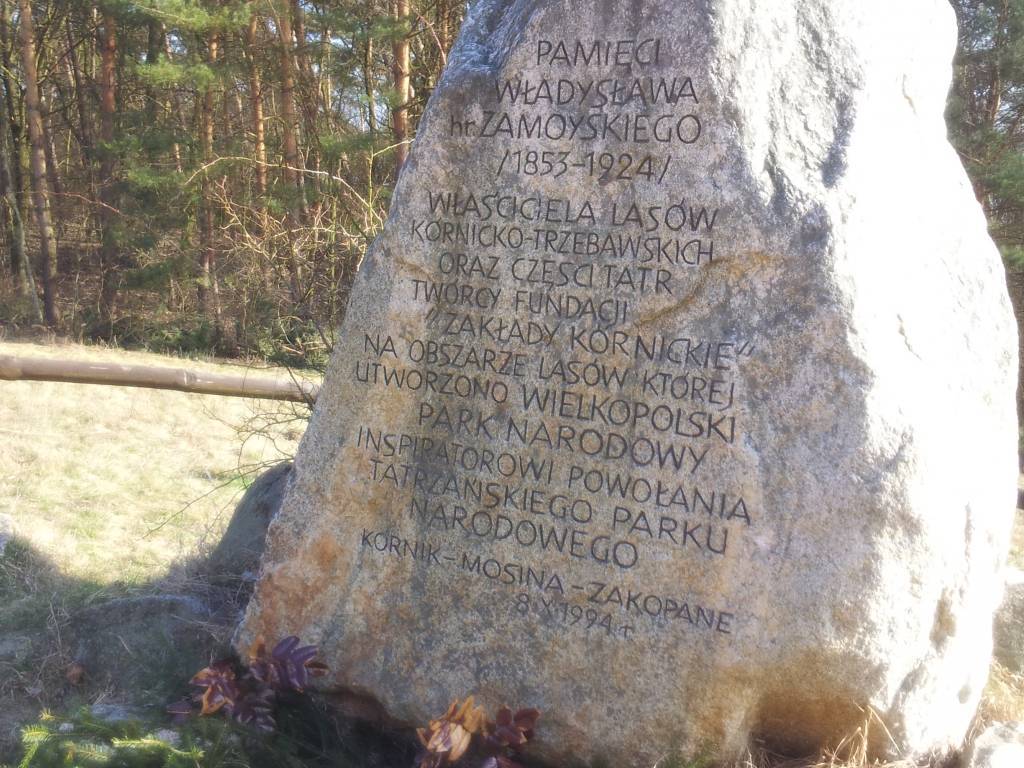 PAMIĘCI
WŁADYSŁAWA
hr. ZAMOYSKIEGO
/1853-1924/
WŁAŚCICIELA LASÓW
KÓRNICKO-TRZEBAWSKICH
ORAZ CZĘŚCI TATR
TWÓRCY FUNDACJI
"ZAKŁADY KÓRNICKIE"
NA OBSZARZE LASÓW KTÓREJ
UTWORZONO WIELKOPOLSKI
PARK NARODOWY
INSPIRATOROWI POWOŁANIA
TATRZAŃSKIEGO PARKU
NARODOWEGO
KÓRNIK-MOSINA-ZAKOPANE
8.X.1994 r.